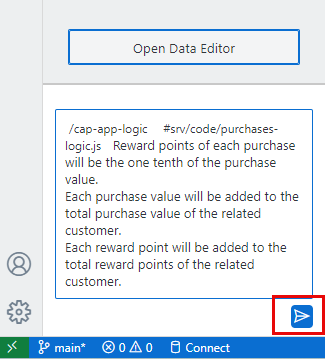 Open Data Editor
/cap-app-logic #srv/code/purchases-
logic.js Reward points of each purchase
will be the one tenth of the purchase
value.
Each purchase value will be added to the
total purchase value of the related
customer.
Each reward point will be added to the
total reward points of the related
customer.
main* 0 0 Connect